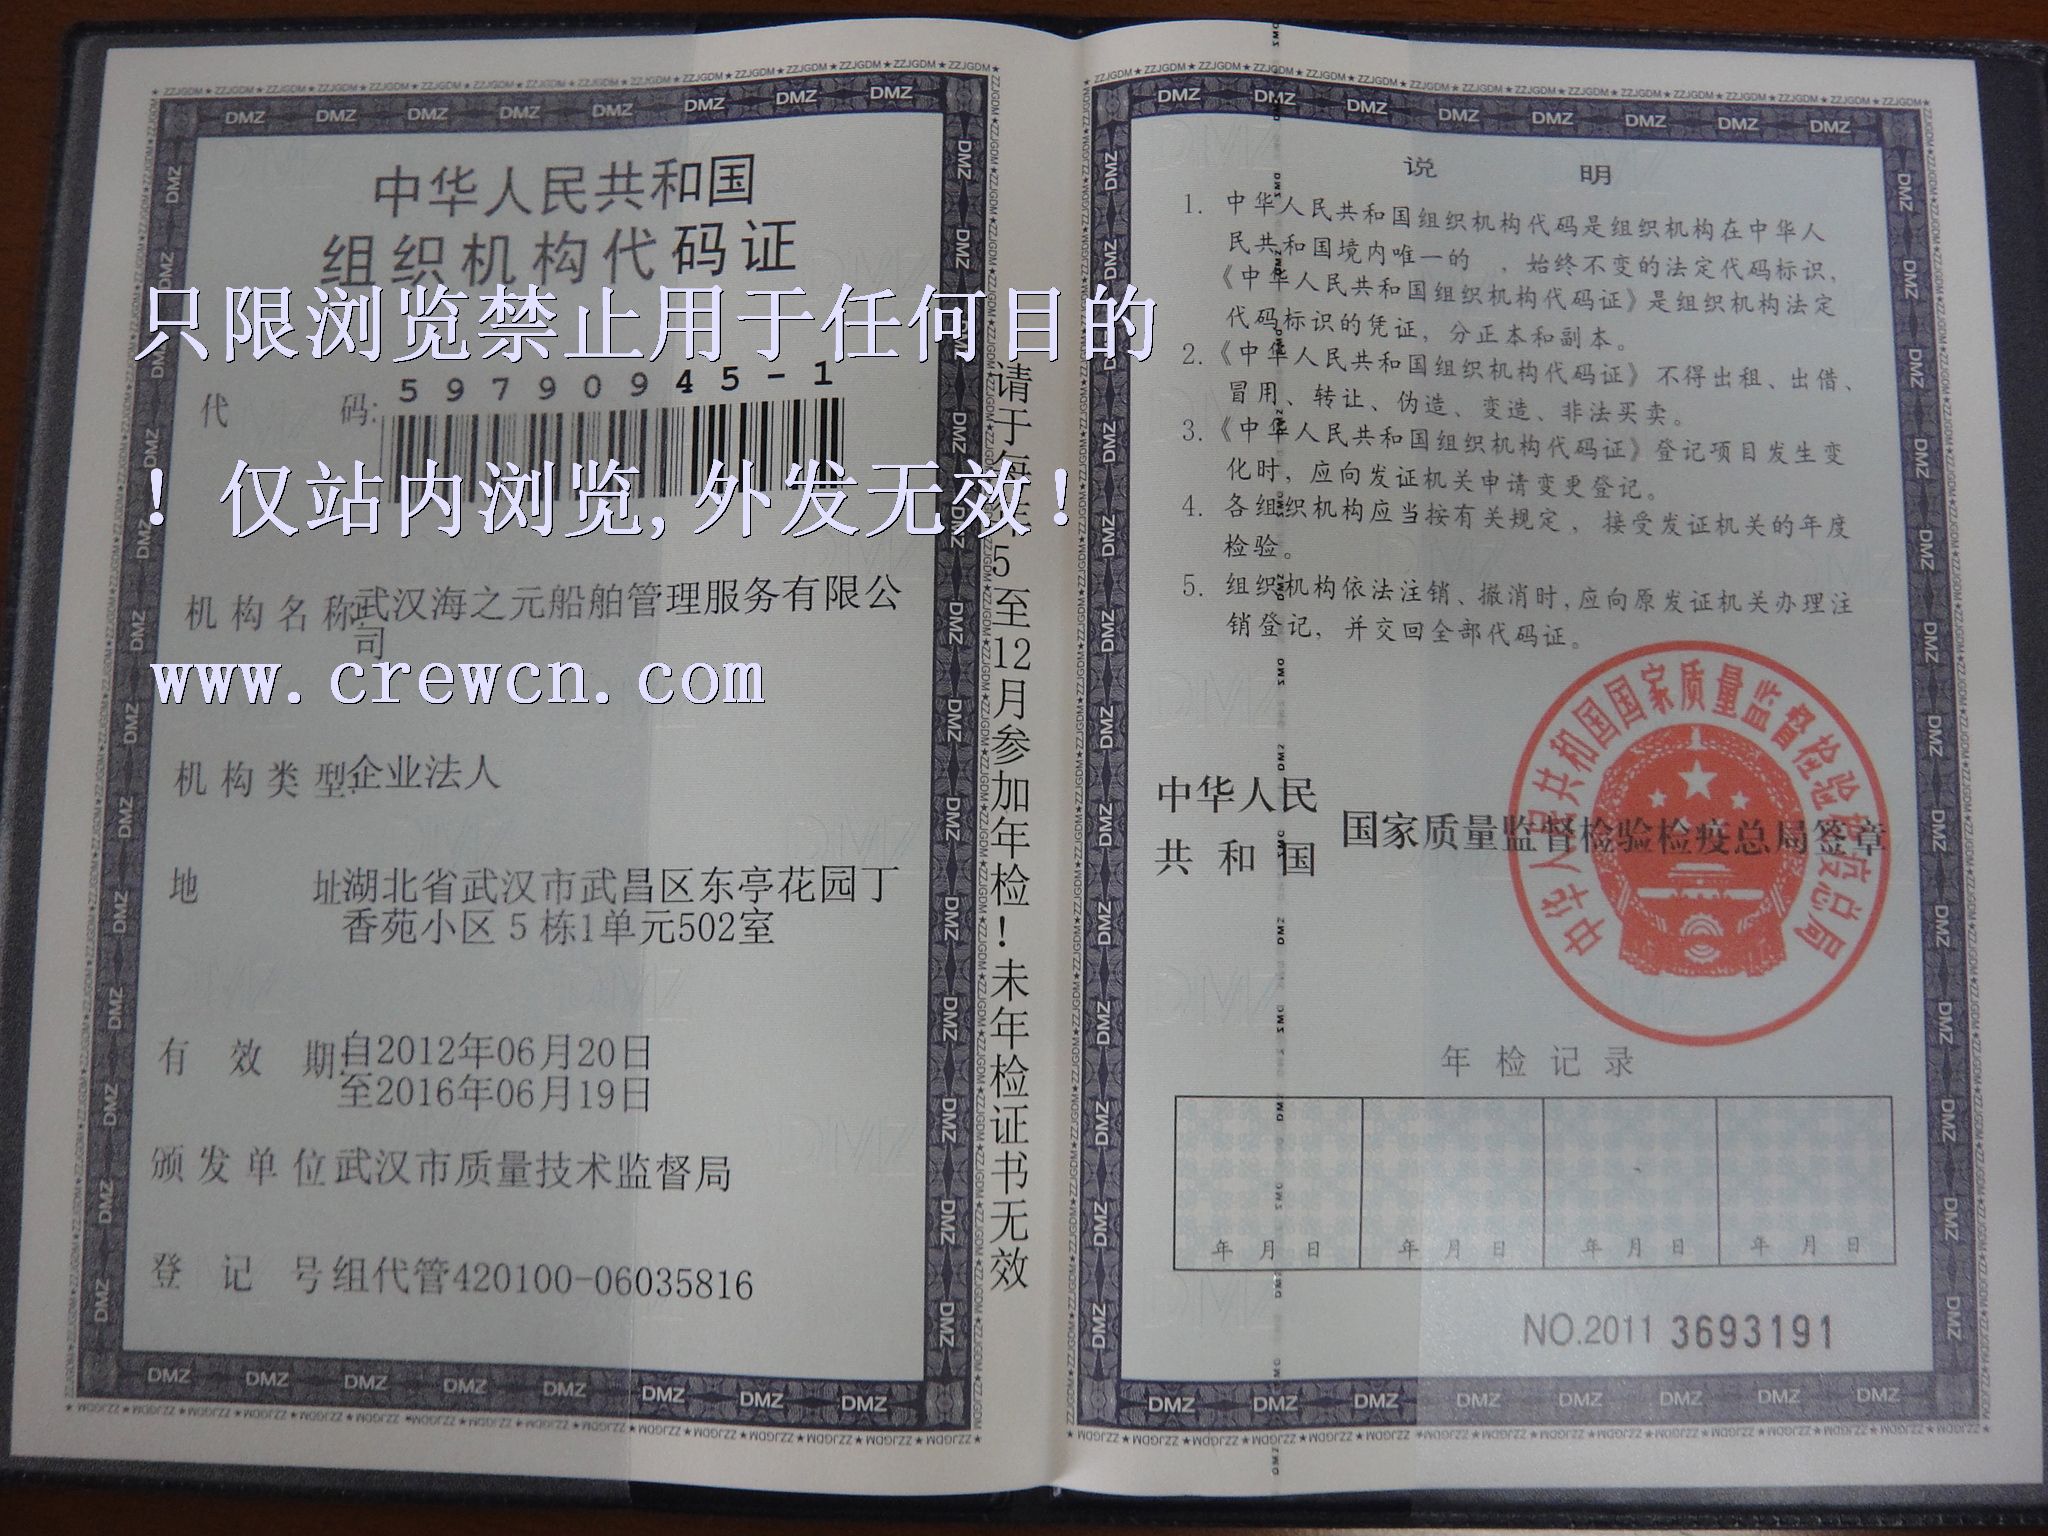 中华人民共和国
组织机构代码证
只限浏览禁止用于任何目的
代 码: 59790945-1
！仅站内浏览,外发无效！
机构名称 武汉海之元船舶管理服务有限公
司
www.crewcn.com
机构类型 企业法人
地 址 湖北省武汉市武昌区东亭花园丁
香苑小区5栋1单元502室
有 效 期 自2012年06月20日
至2016年06月19日
颁发单位 武汉市质量技术监督局
登 记 号 组代管420100-06035816
请于每年5至12月参加年检！未年检证书无效
说 明
1. 中华人民共和国组织机构代码是组织机构在中华人
民共和国境内唯一的 ，始终不变的法定代码标识，
《中华人民共和国组织机构代码证》是组织机构法定
代码标识的凭证，分正本和副本。
2.《中华人民共和国组织机构代码证》不得出租、出借、
冒用、转让、伪造、变造、非法买卖。
3.《中华人民共和国组织机构代码证》登记项目发生变
化时，应向发证机关申请变更登记。
4. 各组织机构应当按有关规定，接受发证机关的年度
检验。
5. 组织机构依法注销、撤消时,应向原发证机关办理注
销登记，并交回全部代码证。
中华人民
共和国
国家质量监督检验检疫总局签章
中华人民共和国国家质量监督检验检疫总局
年检记录
年 月 日 年 月 日 年 月 日 年 月 日
NO.2011 3693191